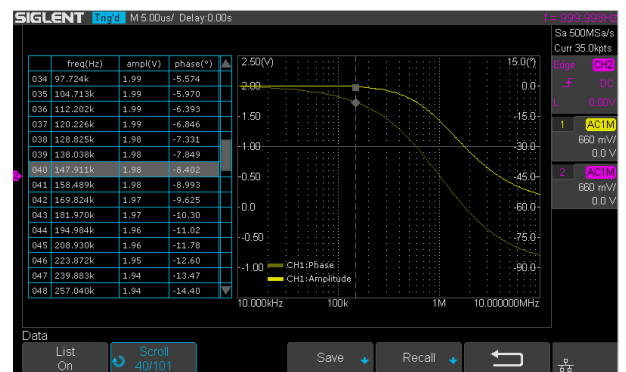 SIGLENT Trig'd M 5.00us/ Delay:0.00s f = 999.998Hz
Sa 500MSa/s
Curr 35.0kpts
Edge CH2
DC
L 0.00V
1 AC1M
660 mV/
0.0 V
2 AC1M
660 mV/
0.0 V
freq(Hz) ampl(V) phase(°)
034 97.724k 1.99 -5.574
035 104.713k 1.99 -5.970
036 112.202k 1.99 -6.393
037 120.226k 1.99 -6.846
038 128.825k 1.98 -7.331
039 138.038k 1.98 -7.849
040 147.911k 1.98 -8.402
041 158.489k 1.98 -8.993
042 169.824k 1.97 -9.625
043 181.970k 1.97 -10.30
044 194.984k 1.96 -11.02
045 208.930k 1.96 -11.78
046 223.872k 1.95 -12.60
047 239.883k 1.94 -13.47
048 257.040k 1.94 -14.40
2.50(V) 15.0(°)
2.00 0.0
1.50 -15.0
1.00 -30.0
0.50 -45.0
0.0 -60.0
-0.50 -75.0
-1.00 -90.0
CH1:Phase
CH1:Amplitude
10.000kHz 100k 1M 10.000000MHz
Data
List
On
Scroll
40/101
Save
Recall